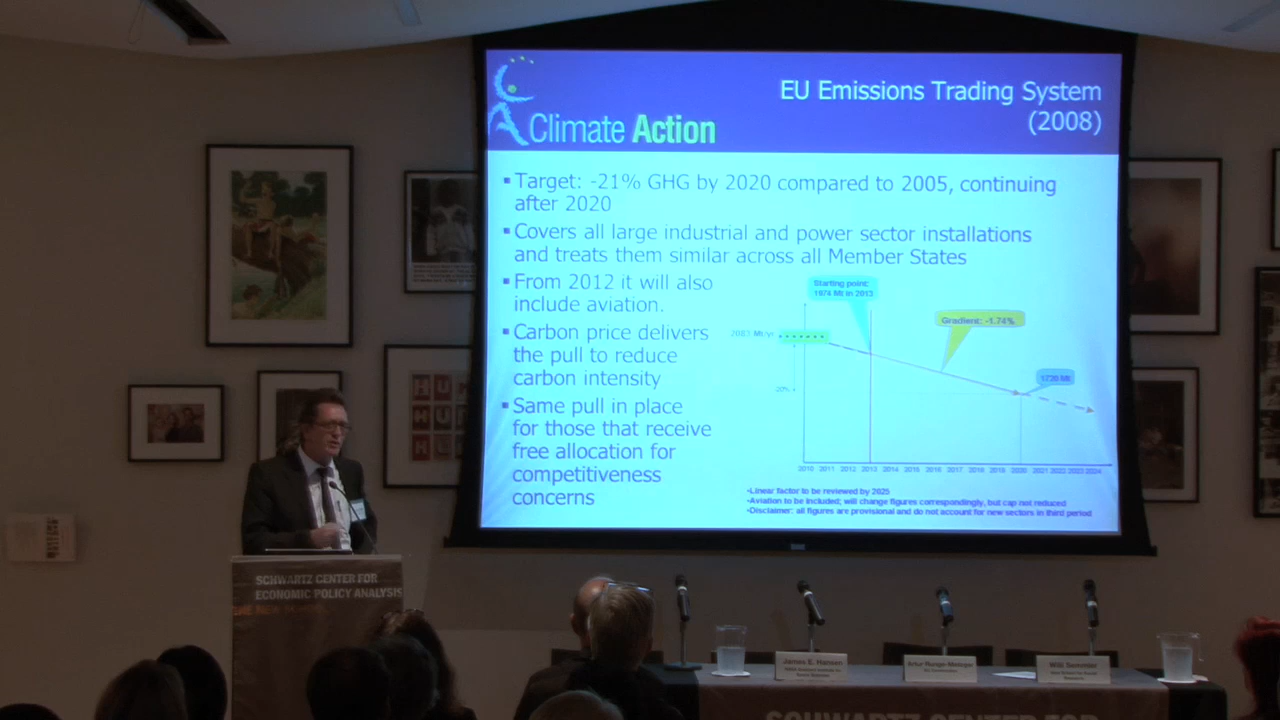 EU Emissions Trading System
(2008)
Climate Action
Target: -21% GHG by 2020 compared to 2005, continuing
after 2020
Covers all large industrial and power sector installations
and treats them similar across all Member States
From 2012 it will also
include aviation.
Carbon price delivers
the pull to reduce
carbon intensity
Same pull in place
for those that receive
free allocation for
competitiveness
concerns
Starting point:
1974 Mt in 2013
Gradient: -1.74%
1720 Mt
2010 2011 2012 2013 2014 2015 2016 2017 2018 2019 2020 2021 2022 2023 2024
•Linear factor to be reviewed by 2025
•Aviation to be included; will change figures correspondingly, but cap not reduced
•Disclaimer: all figures are provisional and do not account for new sectors in third period
SCHWARTZ CENTER FOR
ECONOMIC POLICY ANALYSIS
THE NEW SCHOOL
James E. Hansen
Artur Runge-Metzger
Willi Semmler
SCHWARTZ CENTER FOR